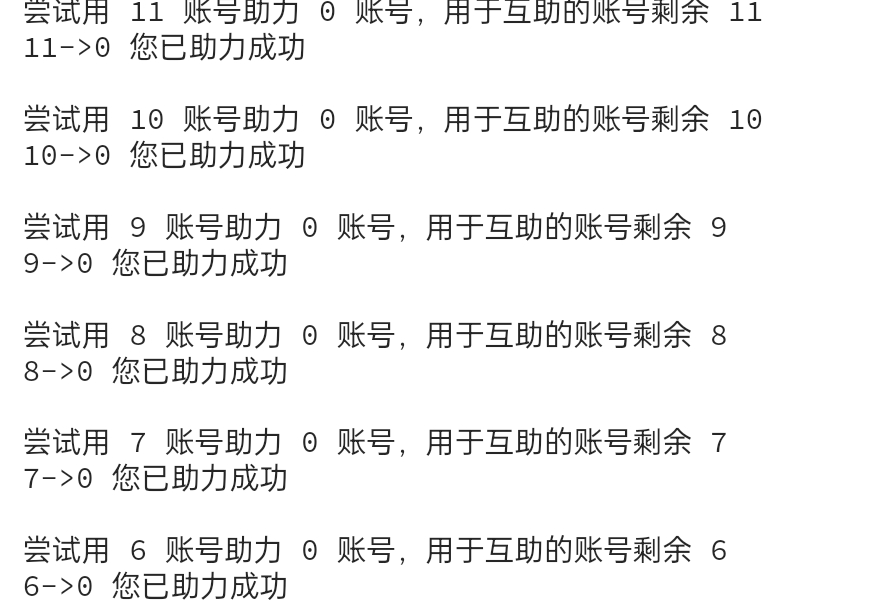 尝试用 11 账号助力 0 账号，用于互助的账号剩余 11
11->0 您已助力成功
尝试用 10 账号助力 0 账号，用于互助的账号剩余 10
10->0 您已助力成功
尝试用 9 账号助力 0 账号，用于互助的账号剩余 9
9->0 您已助力成功
尝试用 8 账号助力 0 账号，用于互助的账号剩余 8
8->0 您已助力成功
尝试用 7 账号助力 0 账号，用于互助的账号剩余 7
7->0 您已助力成功
尝试用 6 账号助力 0 账号，用于互助的账号剩余 6
6->0 您已助力成功